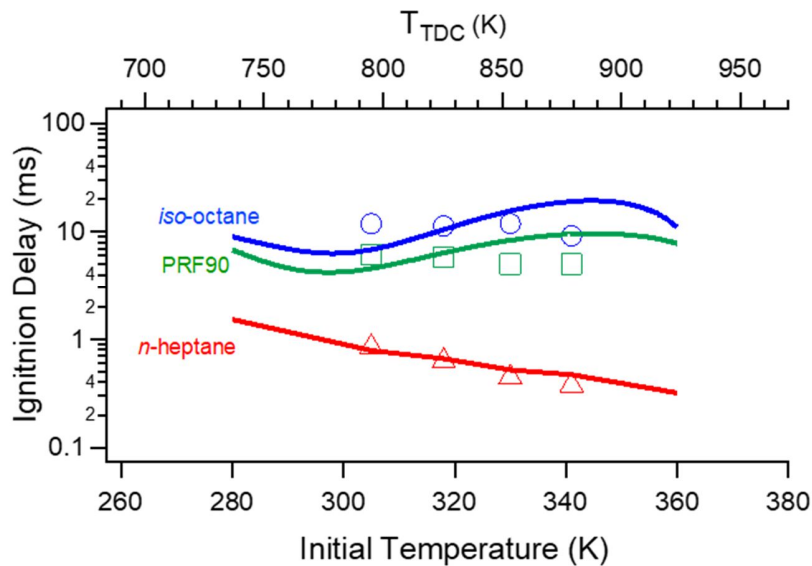 T_TDC (K)
700 750 800 850 900 950
100
4
2
10
4
2
1
4
2
0.1
Ignitnion Delay (ms)
iso-octane
PRF90
n-heptane
260 280 300 320 340 360 380
Initial Temperature (K)